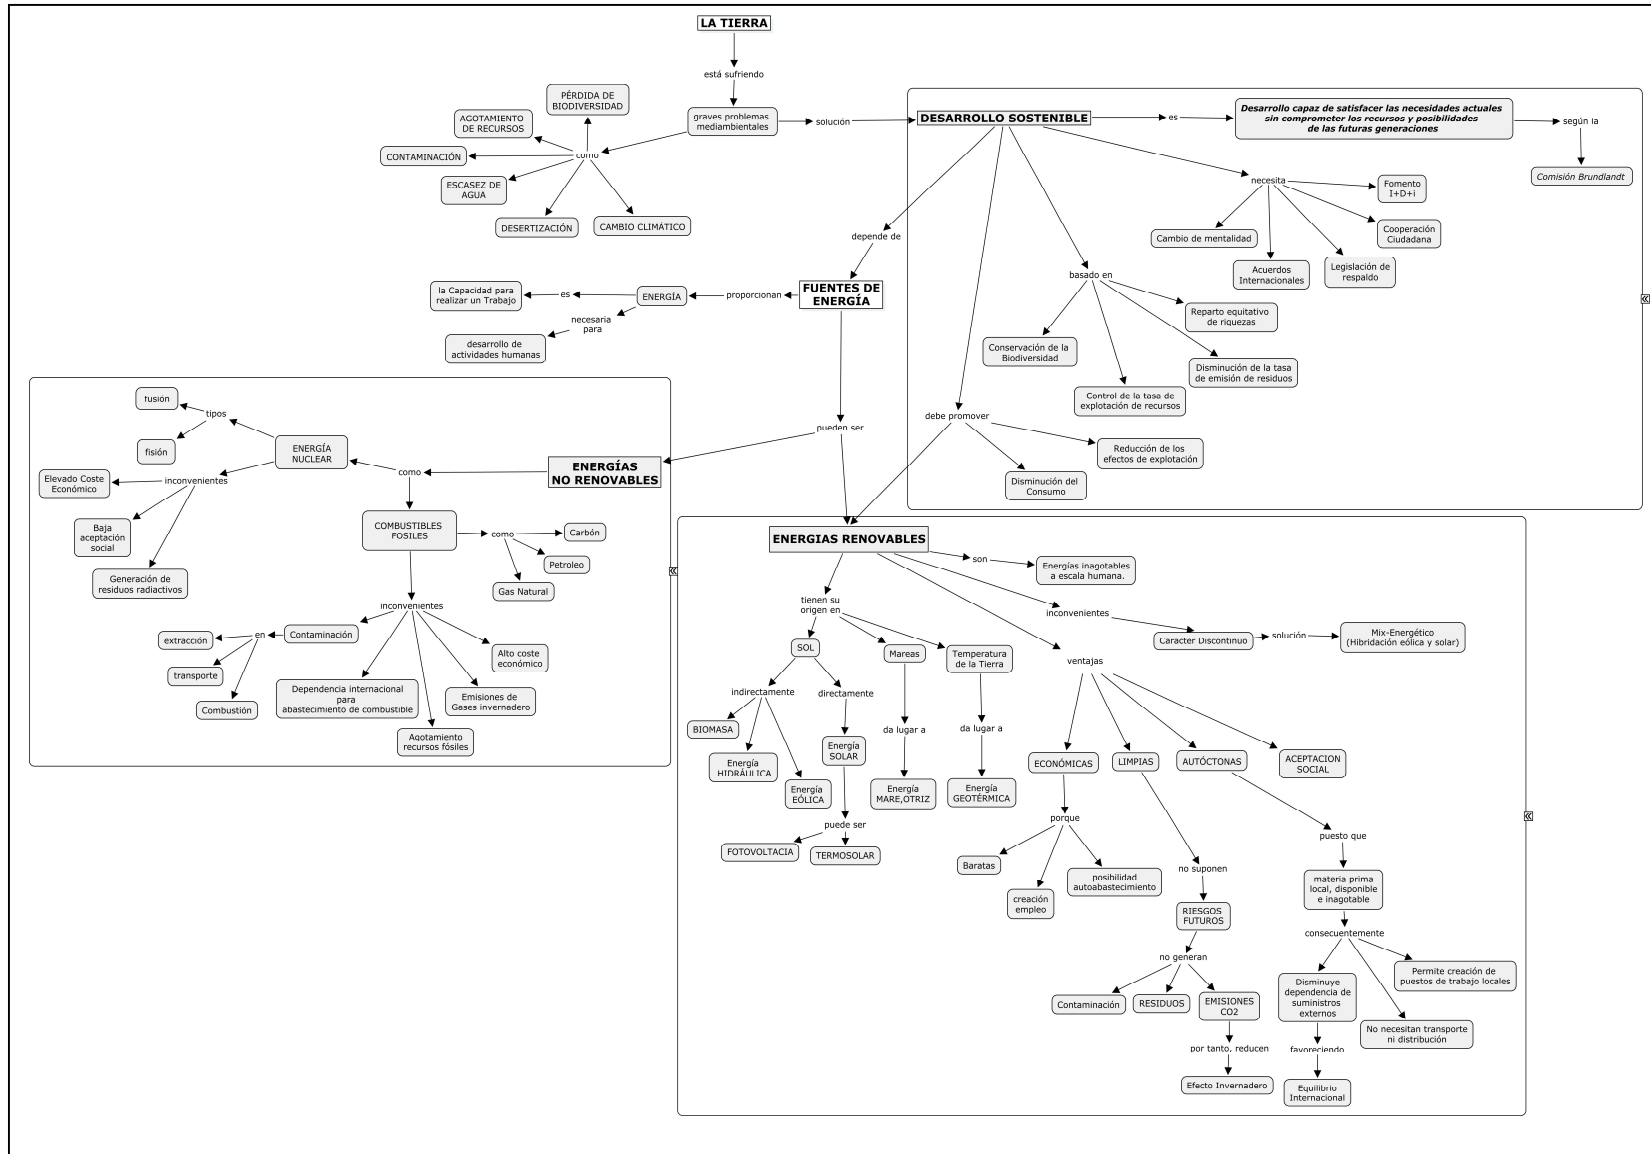 LA TIERRA
está sufriendo
graves problemas
mediambientales
como
PÉRDIDA DE
BIODIVERSIDAD
AGOTAMIENTO
DE RECURSOS
CONTAMINACIÓN
ESCASEZ DE
AGUA
DESERTIZACIÓN
CAMBIO CLIMÁTICO
solución
DESARROLLO SOSTENIBLE
es
Desarrollo capaz de satisfacer las necesidades actuales
sin comprometer los recursos y posibilidades
de las futuras generaciones
según la
Comisión Brundlandt
necesita
Fomento
I+D+i
Cooperación
Ciudadana
Legislación de
respaldo
Acuerdos
Internacionales
Cambio de mentalidad
basado en
Reparto equitativo
de riquezas
Disminución de la tasa
de emisión de residuos
Control de la tasa de
explotación de recursos
Conservación de la
Biodiversidad
debe promover
Reducción de los
efectos de explotación
Disminución del
Consumo
depende de
FUENTES DE
ENERGÍA
proporcionan
ENERGÍA
es
la Capacidad para
realizar un Trabajo
necesaria
para
desarrollo de
actividades humanas
pueden ser
ENERGÍAS
NO RENOVABLES
como
ENERGÍA
NUCLEAR
tipos
fusión
fisión
inconvenientes
Elevado Coste
Económico
Baja
aceptación
social
Generación de
residuos radiactivos
COMBUSTIBLES
FOSILES
como
Carbón
Petroleo
Gas Natural
inconvenientes
Contaminación
en
extracción
transporte
Combustión
Dependencia internacional
para
abastecimiento de combustible
Agotamiento
recursos fósiles
Emisiones de
Gases invernadero
Alto coste
económico
ENERGIAS RENOVABLES
son
Energías inagotables
a escala humana.
inconvenientes
Caracter Discontinuo
solución
Mix-Energético
(Hibridación eólica y solar)
tienen su
origen en
SOL
Mareas
Temperatura
de la Tierra
indirectamente
directamente
BIOMASA
Energía
HIDRÁULICA
Energía
EÓLICA
Energía
SOLAR
puede ser
FOTOVOLTACIA
TERMOSOLAR
da lugar a
Energía
MARE,OTRIZ
da lugar a
Energía
GEOTÉRMICA
ventajas
ECONÓMICAS
LIMPIAS
AUTÓCTONAS
ACEPTACION
SOCIAL
porque
Baratas
creación
empleo
posibilidad
autoabastecimiento
no suponen
RIESGOS
FUTUROS
no generan
Contaminación
RESIDUOS
EMISIONES
CO2
por tanto, reducen
Efecto Invernadero
puesto que
materia prima
local, disponible
e inagotable
consecuentemente
Disminuye
dependencia de
suministros
externos
No necesitan transporte
ni distribución
Permite creación de
puestos de trabajo locales
favoreciendo
Equilibrio
Internacional